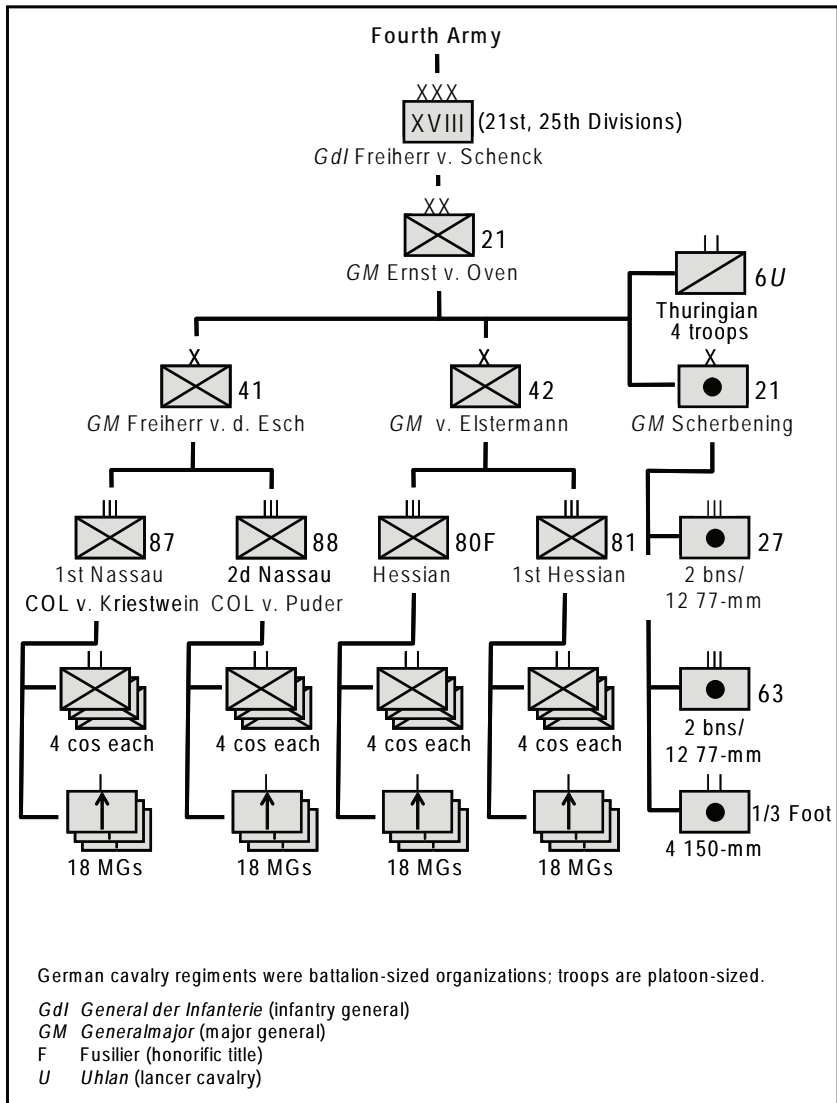 Fourth Army
XXX
XVIII (21st, 25th Divisions)
GdI Freiherr v. Schenck
XX
21
GM Ernst v. Oven
6U
Thuringian
4 troops
X
41
GM Freiherr v. d. Esch
X
42
GM v. Elstermann
X
21
GM Scherbening
87
1st Nassau
COL v. Kriestwein
88
2d Nassau
COL v. Puder
80F
Hessian
81
1st Hessian
27
2 bns/
12 77-mm
4 cos each
4 cos each
4 cos each
4 cos each
63
2 bns/
12 77-mm
18 MGs
18 MGs
18 MGs
18 MGs
1/3 Foot
4 150-mm
German cavalry regiments were battalion-sized organizations; troops are platoon-sized.
GdI General der Infanterie (infantry general)
GM Generalmajor (major general)
F Fusilier (honorific title)
U Uhlan (lancer cavalry)